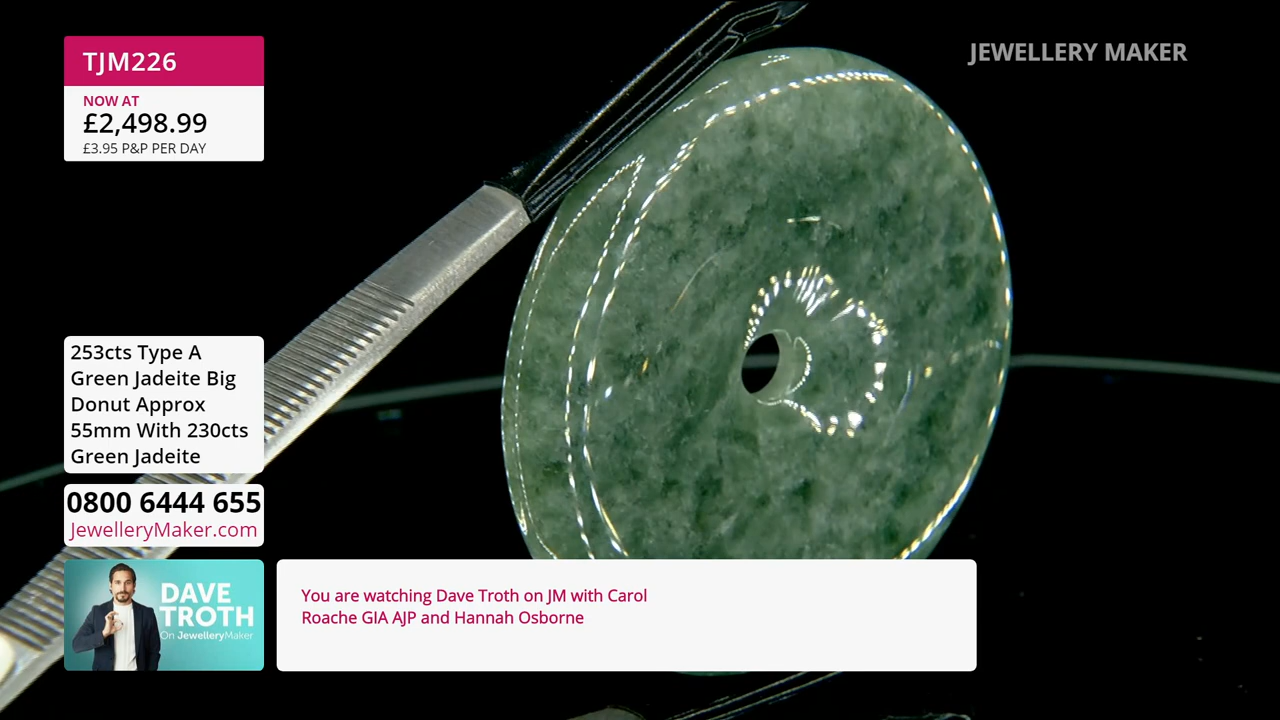 TJM226
NOW AT
£2,498.99
£3.95 P&P PER DAY
JEWELLERY MAKER
253cts Type A
Green Jadeite Big
Donut Approx
55mm With 230cts
Green Jadeite
0800 6444 655
JewelleryMaker.com
DAVE
TROTH
On JewelleryMaker
You are watching Dave Troth on JM with Carol
Roache GIA AJP and Hannah Osborne